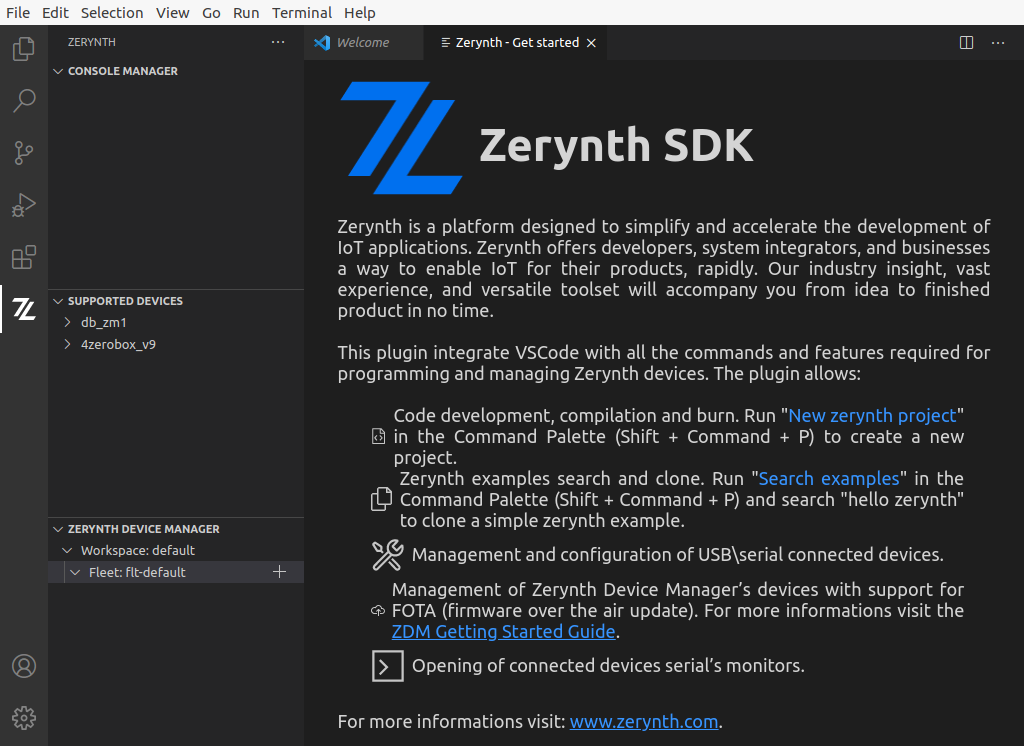 File Edit Selection View Go Run Terminal Help
ZERYNTH
Welcome
Zerynth - Get started
CONSOLE MANAGER
SUPPORTED DEVICES
db_zm1
4zerobox_v9
ZERYNTH DEVICE MANAGER
Workspace: default
Fleet: flt-default
Zerynth SDK
Zerynth is a platform designed to simplify and accelerate the development of
IoT applications. Zerynth offers developers, system integrators, and businesses
a way to enable IoT for their products, rapidly. Our industry insight, vast
experience, and versatile toolset will accompany you from idea to finished
product in no time.
This plugin integrate VSCode with all the commands and features required for
programming and managing Zerynth devices. The plugin allows:
Code development, compilation and burn. Run "New zerynth project"
in the Command Palette (Shift + Command + P) to create a new
project.
Zerynth examples search and clone. Run "Search examples" in the
Command Palette (Shift + Command + P) and search "hello zerynth"
to clone a simple zerynth example.
Management and configuration of USB\serial connected devices.
Management of Zerynth Device Manager’s devices with support for
FOTA (firmware over the air update). For more informations visit the
ZDM Getting Started Guide.
Opening of connected devices serial’s monitors.
For more informations visit: www.zerynth.com.